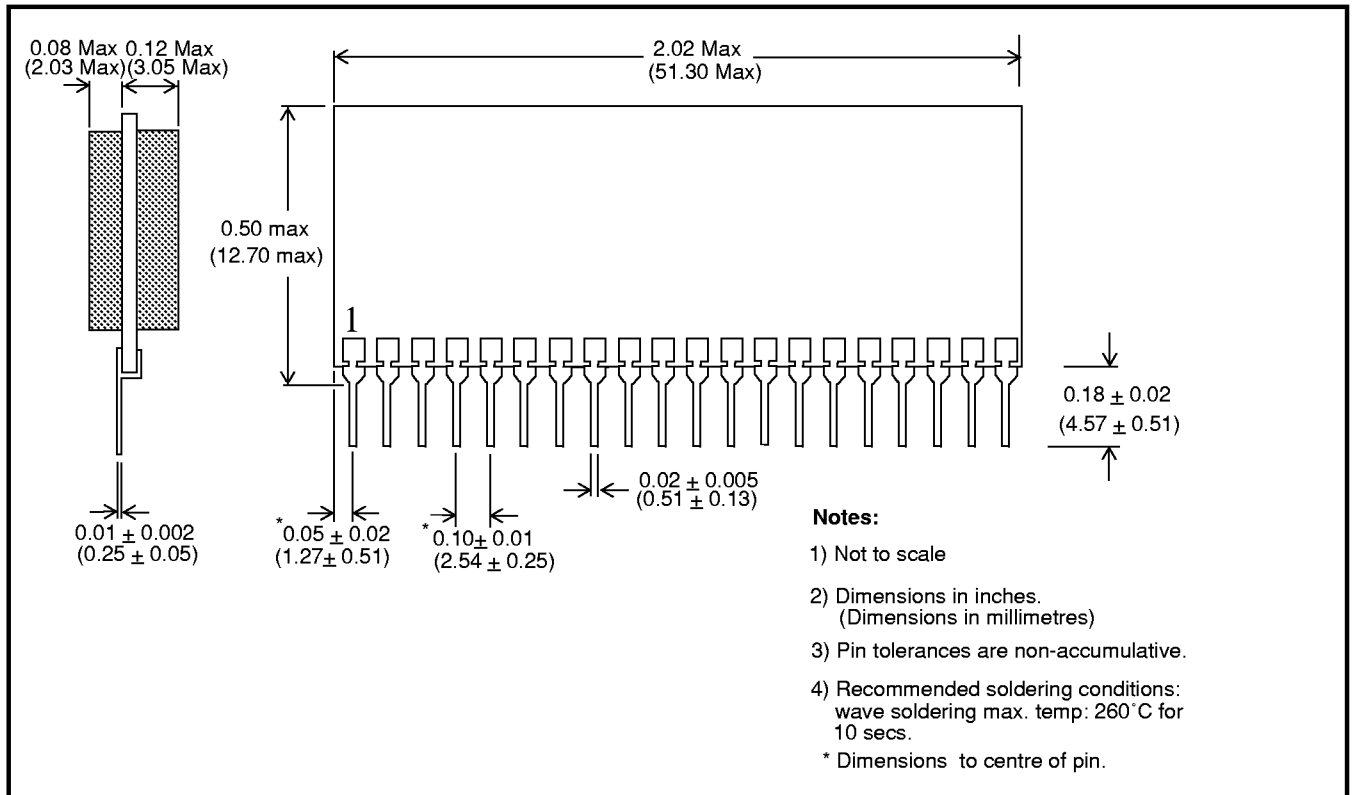 0.08 Max 0.12 Max
(2.03 Max)(3.05 Max)
2.02 Max
(51.30 Max)
0.50 max
(12.70 max)
1
0.18 ± 0.02
(4.57 ± 0.51)
0.02 ± 0.005
(0.51 ± 0.13)
0.01 ± 0.002
(0.25 ± 0.05)
*0.05 ± 0.02
(1.27± 0.51)
*0.10± 0.01
(2.54 ± 0.25)
Notes:
1) Not to scale
2) Dimensions in inches.
(Dimensions in millimetres)
3) Pin tolerances are non-accumulative.
4) Recommended soldering conditions:
wave soldering max. temp: 260˚C for
10 secs.
* Dimensions to centre of pin.